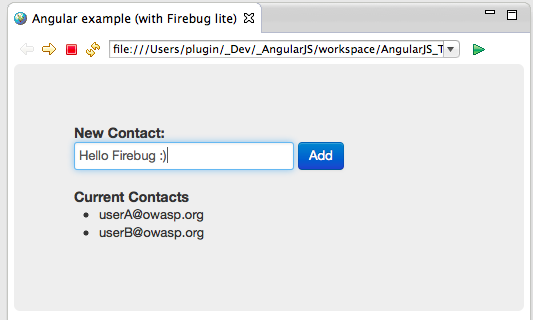 Angular example (with Firebug lite)
file:///Users/plugin/_Dev/_AngularJS/workspace/AngularJS_T
New Contact:
Hello Firebug :)
Add
Current Contacts
userA@owasp.org
userB@owasp.org